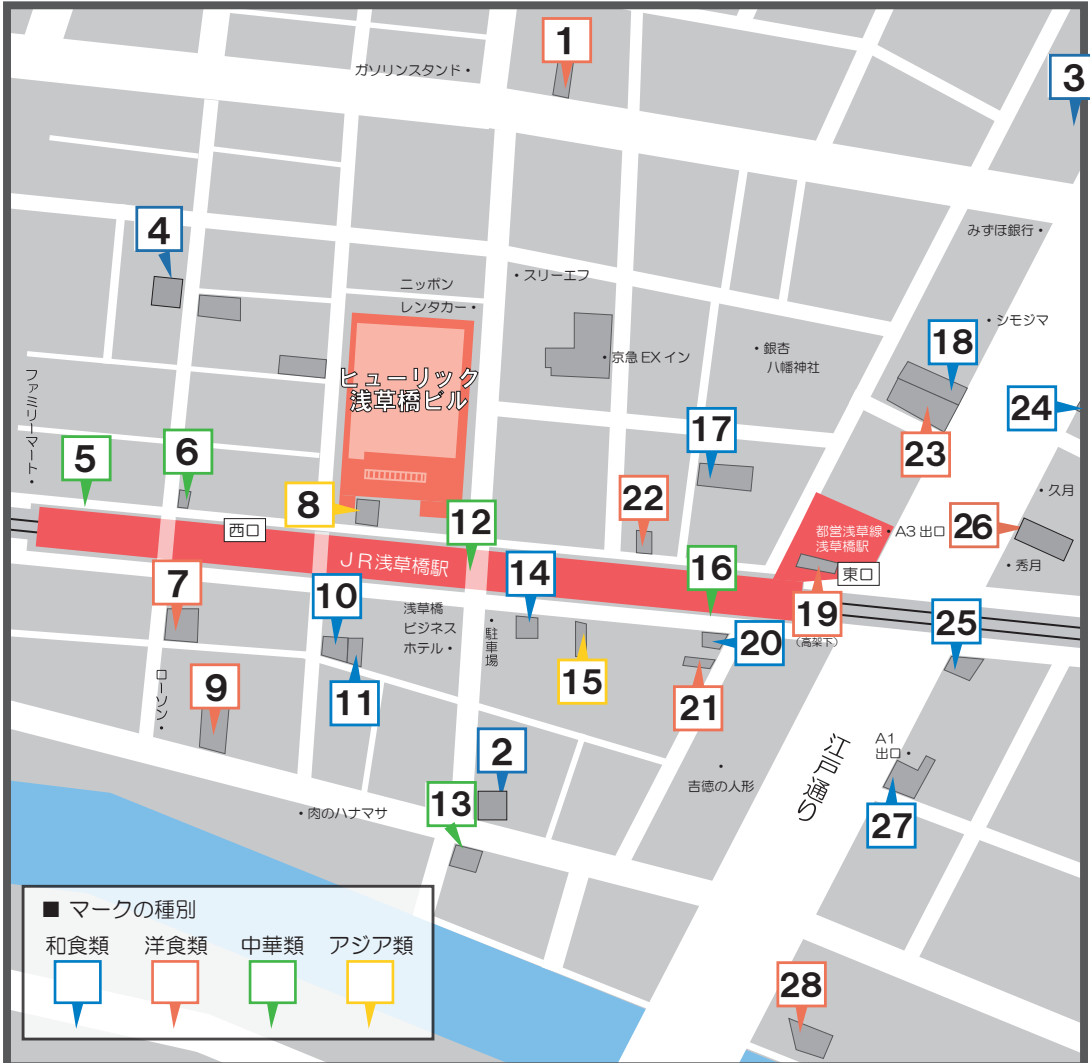 1
ガソリンスタンド・
3
みずほ銀行・
4
・スリーエフ
ニッポン
レンタカー・
・シモジマ
18
・京急EXイン
・銀杏
八幡神社
ヒューリック
浅草橋ビル
24
ファミリーマート・
17
23
5
6
22
久月
8
12
26
西口
都営浅草線
浅草橋駅
・A3 出口
JR浅草橋駅
・秀月
東口
7
14
16
10
19
(高架下)
浅草橋
ビジネス
ホテル・
・駐車場
25
20
15
11
21
ローソン・
9
2
江戸通り
A1
出口・
吉徳の人形
13
・肉のハナマサ
27
■ マークの種別
和食類 洋食類 中華類 アジア類
28